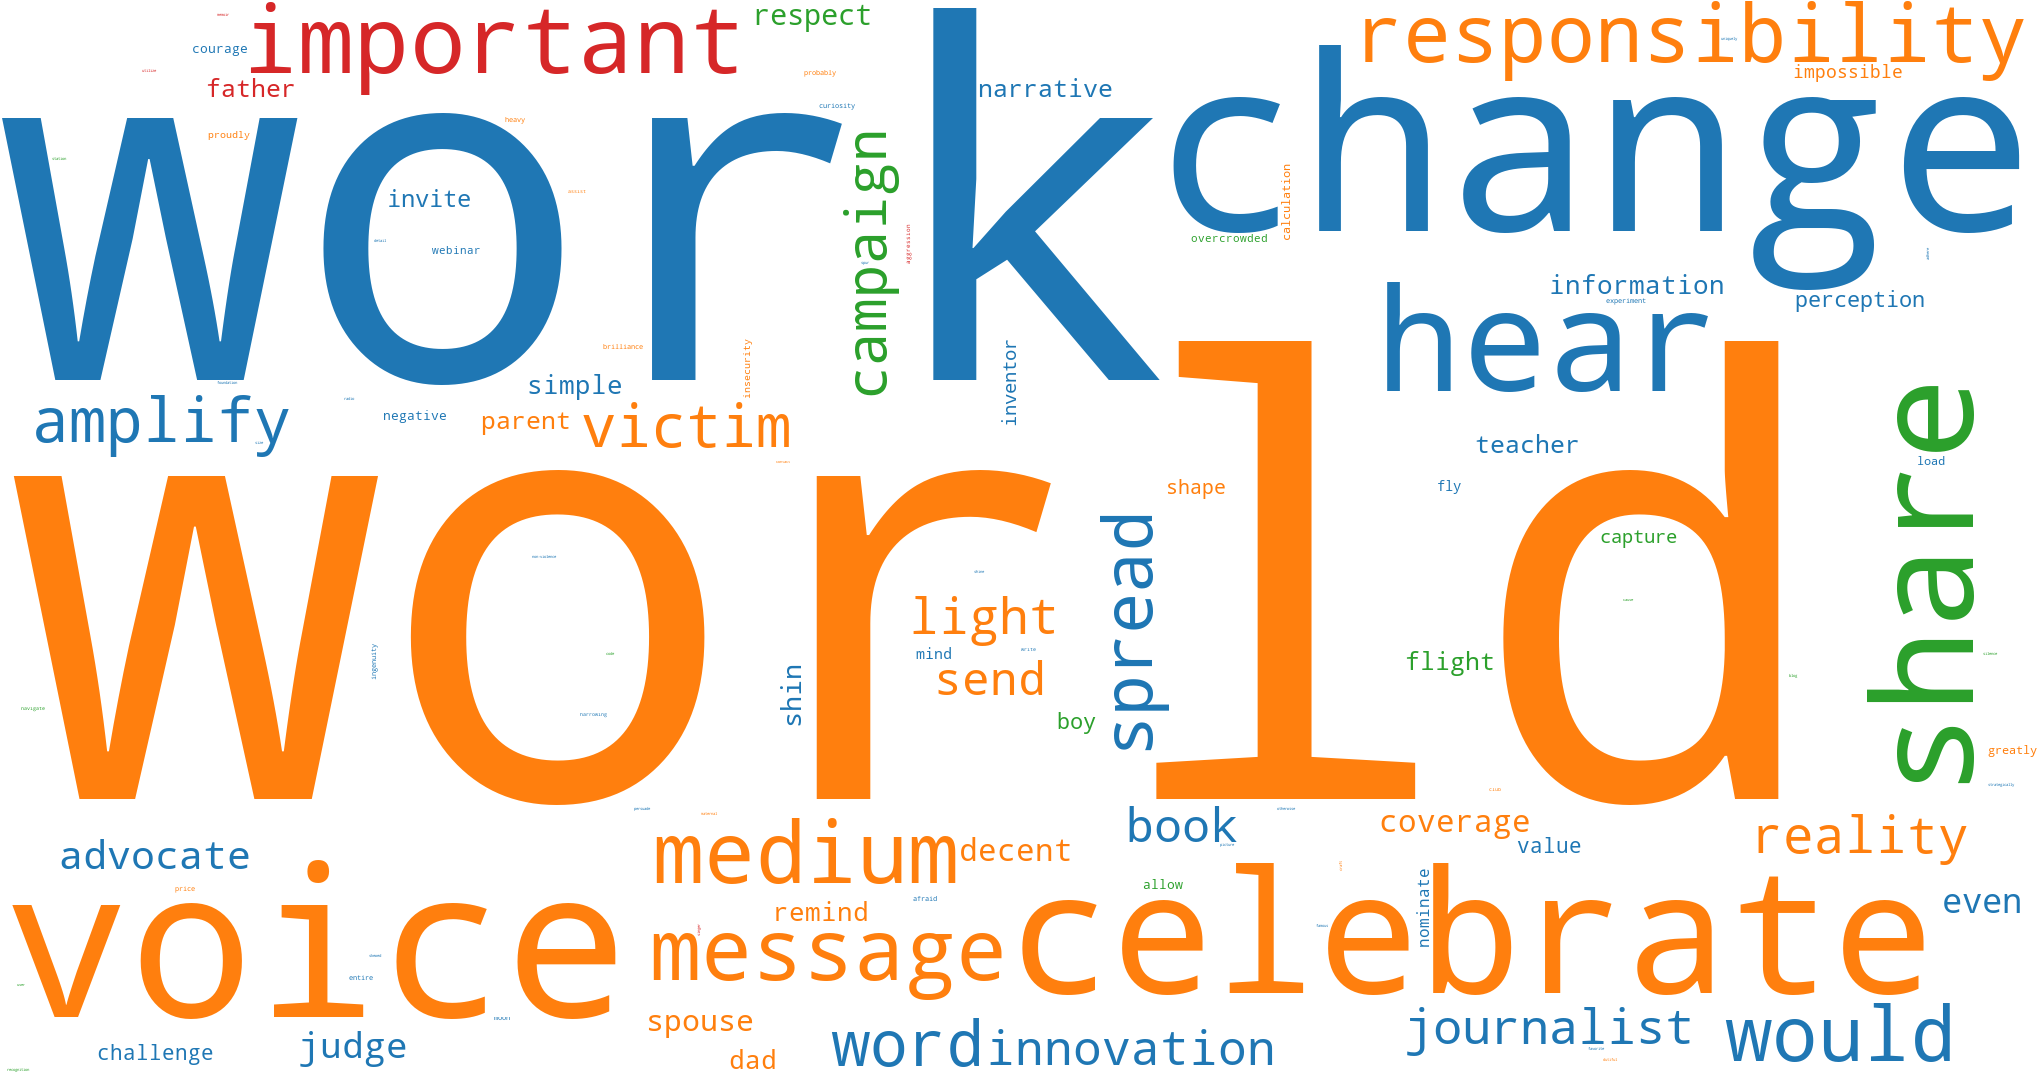 important
respect
responsibility
courage
impossible
father
probably
narrative
curiosity
work
change
heavy
proudly
campaign
calculation
invite
webinar
overcrowded
aggression
information
experiment
perception
hear
brilliance
insecurity
inventor
simple
amplify
negative
parent
victim
share
teacher
load
world
shape
fly
spread
capture
light
ingenuity
mind
write
send
shin
flight
boy
navigate
greatly
strategically
book
coverage
medium
decent
value
reality
advocate
voice
price
allow
afraid
celebrate
nominate
even
remind
message
entire
spouse
word
innovation
journalist
would
judge
challenge
dad